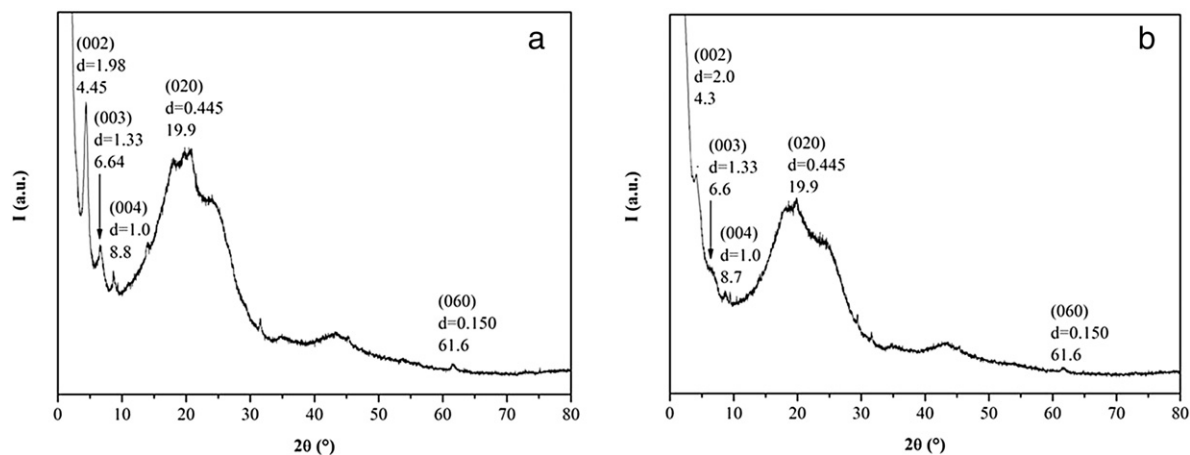 a
(002)
d=1.98
4.45
(003)
d=1.33
6.64
(004)
d=1.0
8.8
(020)
d=0.445
19.9
(060)
d=0.150
61.6
I (a.u.)
0 10 20 30 40 50 60 70 80
2θ (°)
b
(002)
d=2.0
4.3
(003)
d=1.33
6.6
(004)
d=1.0
8.7
(020)
d=0.445
19.9
(060)
d=0.150
61.6
I (a.u.)
0 10 20 30 40 50 60 70 80
2θ (°)